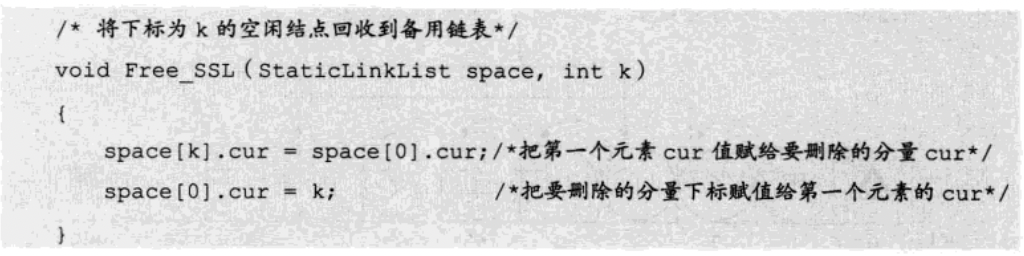 /* 将下标为 k 的空闲结点回收到备用链表*/
void Free_SSL（StaticLinkList space, int k）
{
space[k].cur = space[0].cur;/*把第一个元素 cur 值赋给要删除的分量 cur*/
space[0].cur = k; /*把要删除的分量下标赋值给第一个元素的 cur*/
}